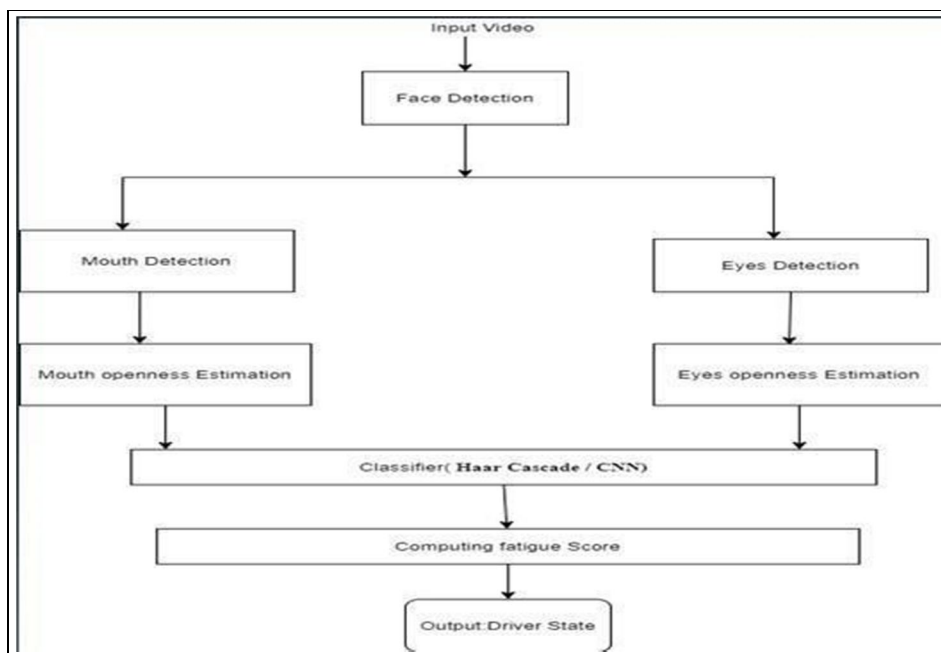 Input Video
Face Detection
Mouth Detection
Eyes Detection
Mouth openness Estimation
Eyes openness Estimation
Classifier( Haar Cascade / CNN)
Computing fatigue Score
Output:Driver State